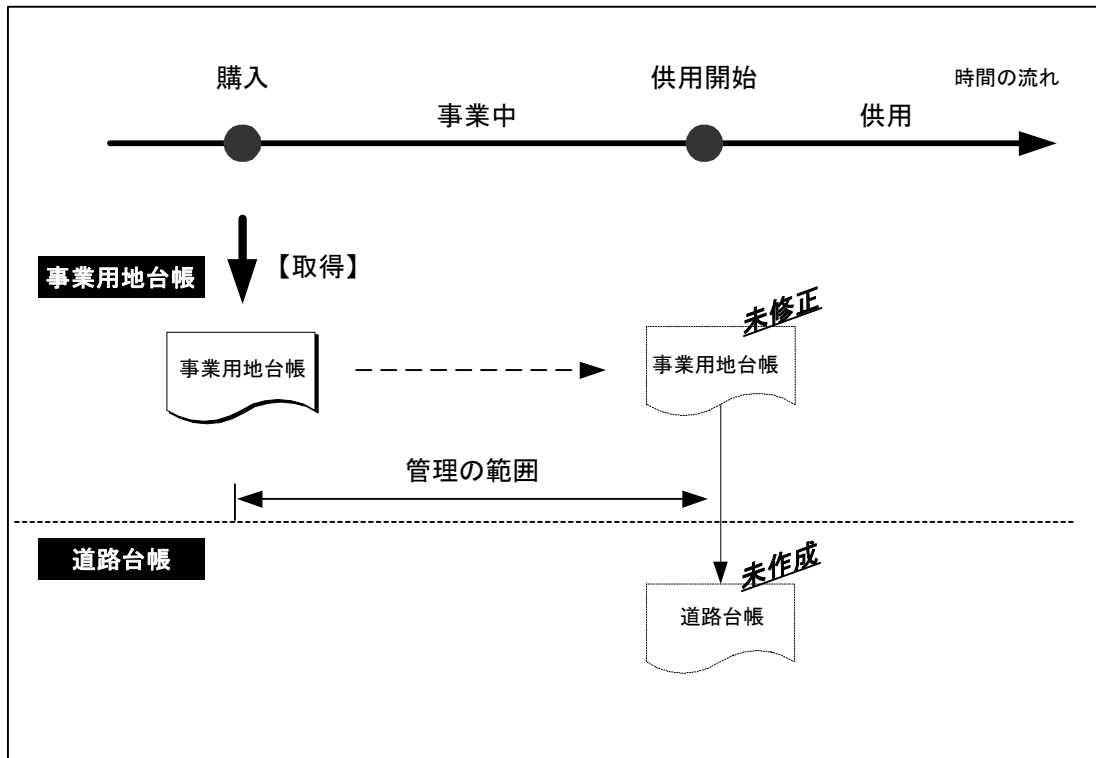 購入
供用開始
時間の流れ
事業中
供用
【取得】
事業用地台帳
未修正
事業用地台帳
事業用地台帳
管理の範囲
道路台帳
未作成
道路台帳